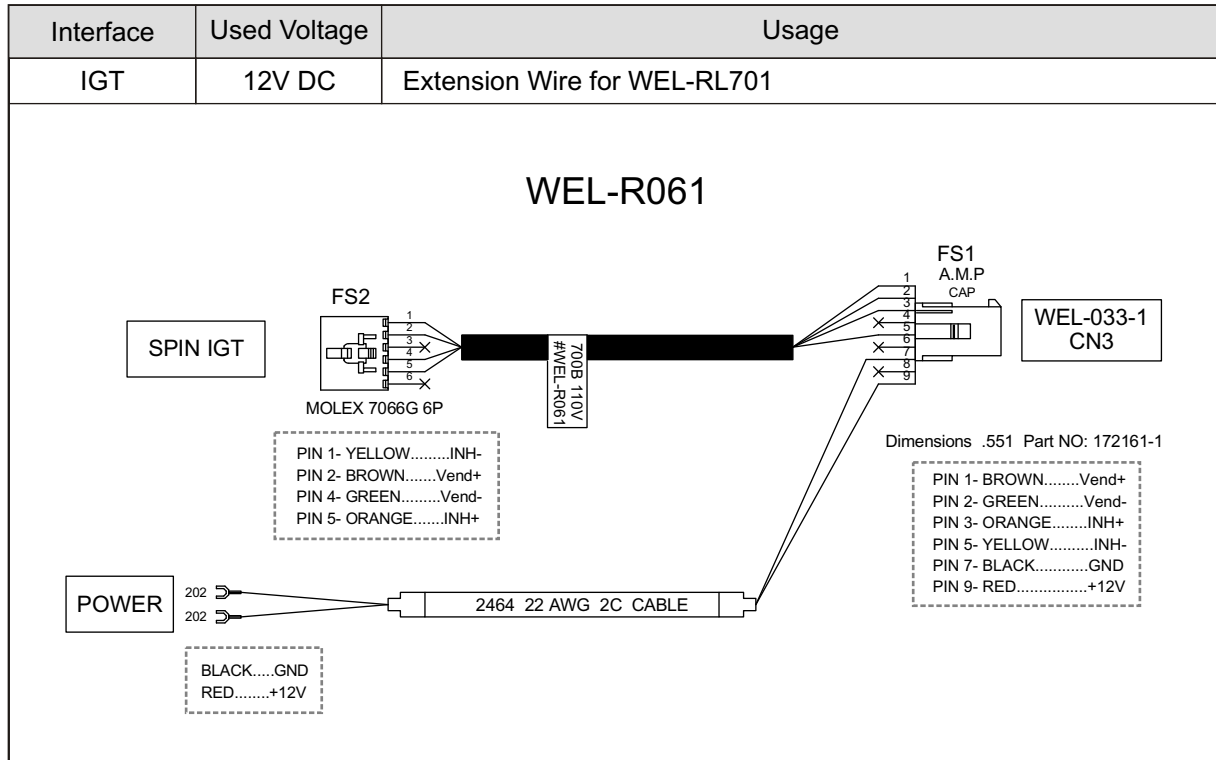 Interface Used Voltage Usage
IGT 12V DC Extension Wire for WEL-RL701
WEL-R061
FS1
A.M.P
CAP
1
2
3
4
5
6
7
8
9
WEL-033-1
CN3
FS2
1
2
3
4
5
6
SPIN IGT
MOLEX 7066G 6P
700B 110V
#WEL-R061
Dimensions .551 Part NO: 172161-1
PIN 1- YELLOW.........INH-
PIN 2- BROWN.......Vend+
PIN 4- GREEN.........Vend-
PIN 5- ORANGE.......INH+
PIN 1- BROWN........Vend+
PIN 2- GREEN..........Vend-
PIN 3- ORANGE........INH+
PIN 5- YELLOW..........INH-
PIN 7- BLACK............GND
PIN 9- RED................+12V
POWER
202
202
2464 22 AWG 2C CABLE
BLACK.....GND
RED........+12V